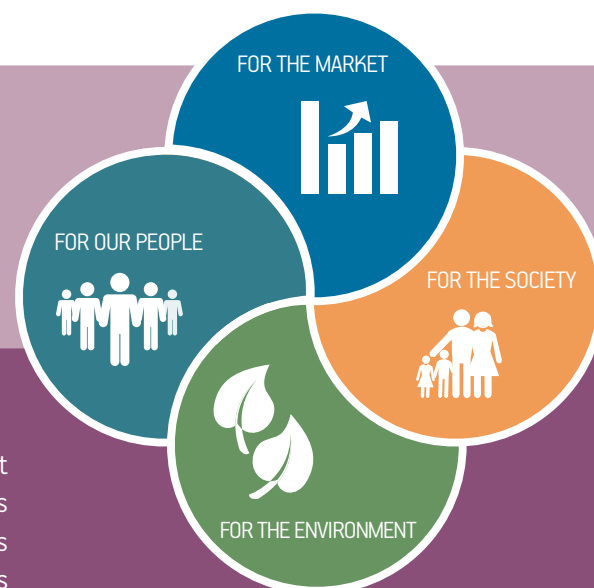 FOR THE MARKET
FOR OUR PEOPLE
FOR THE SOCIETY
FOR THE ENVIRONMENT